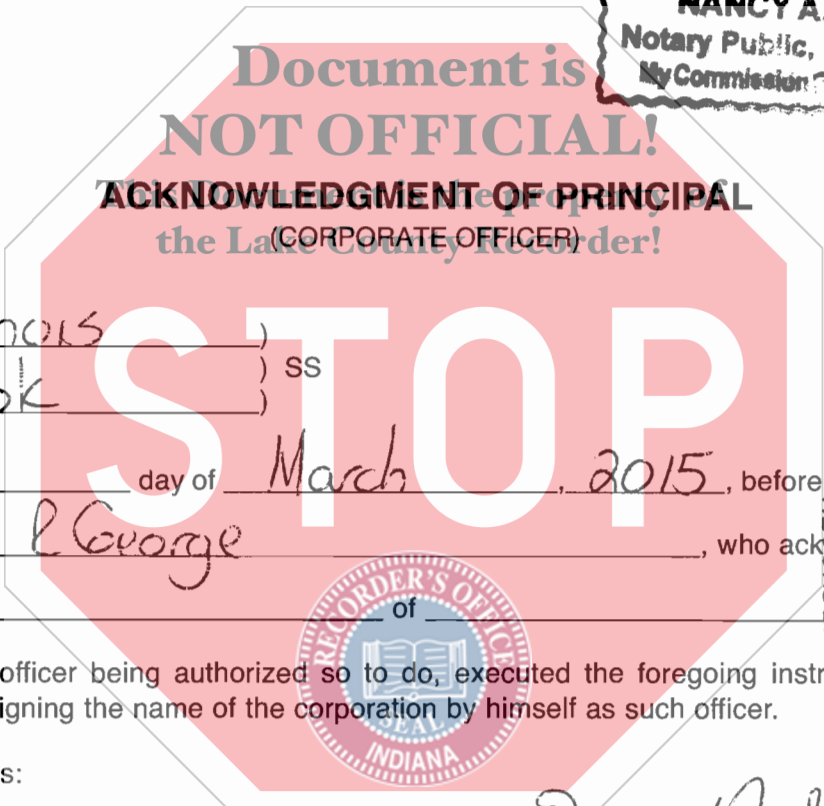 NANCY A.
Notary Public,
My Commission
Document is
NOT OFFICIAL!
This Document is the property of
the Lake County Recorder!
ACKNOWLEDGMENT OF PRINCIPAL
(CORPORATE OFFICER)
STOP
nois )
) SS
ok )
day of March , 2015 , before
P George , who ack
of
RECORDER'S OFFICE
SEAL
INDIANA
officer being authorized so to do, executed the foregoing instr
igning the name of the corporation by himself as such officer.
s: